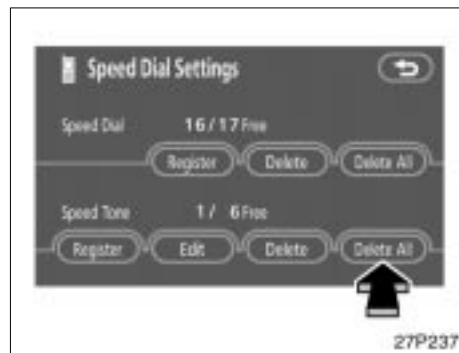 Speed Dial Settings
Speed Dial 16/17 Free
Register Delete Delete All
Speed Tone 1/ 6 Free
Register Edit Delete Delete All
27P237